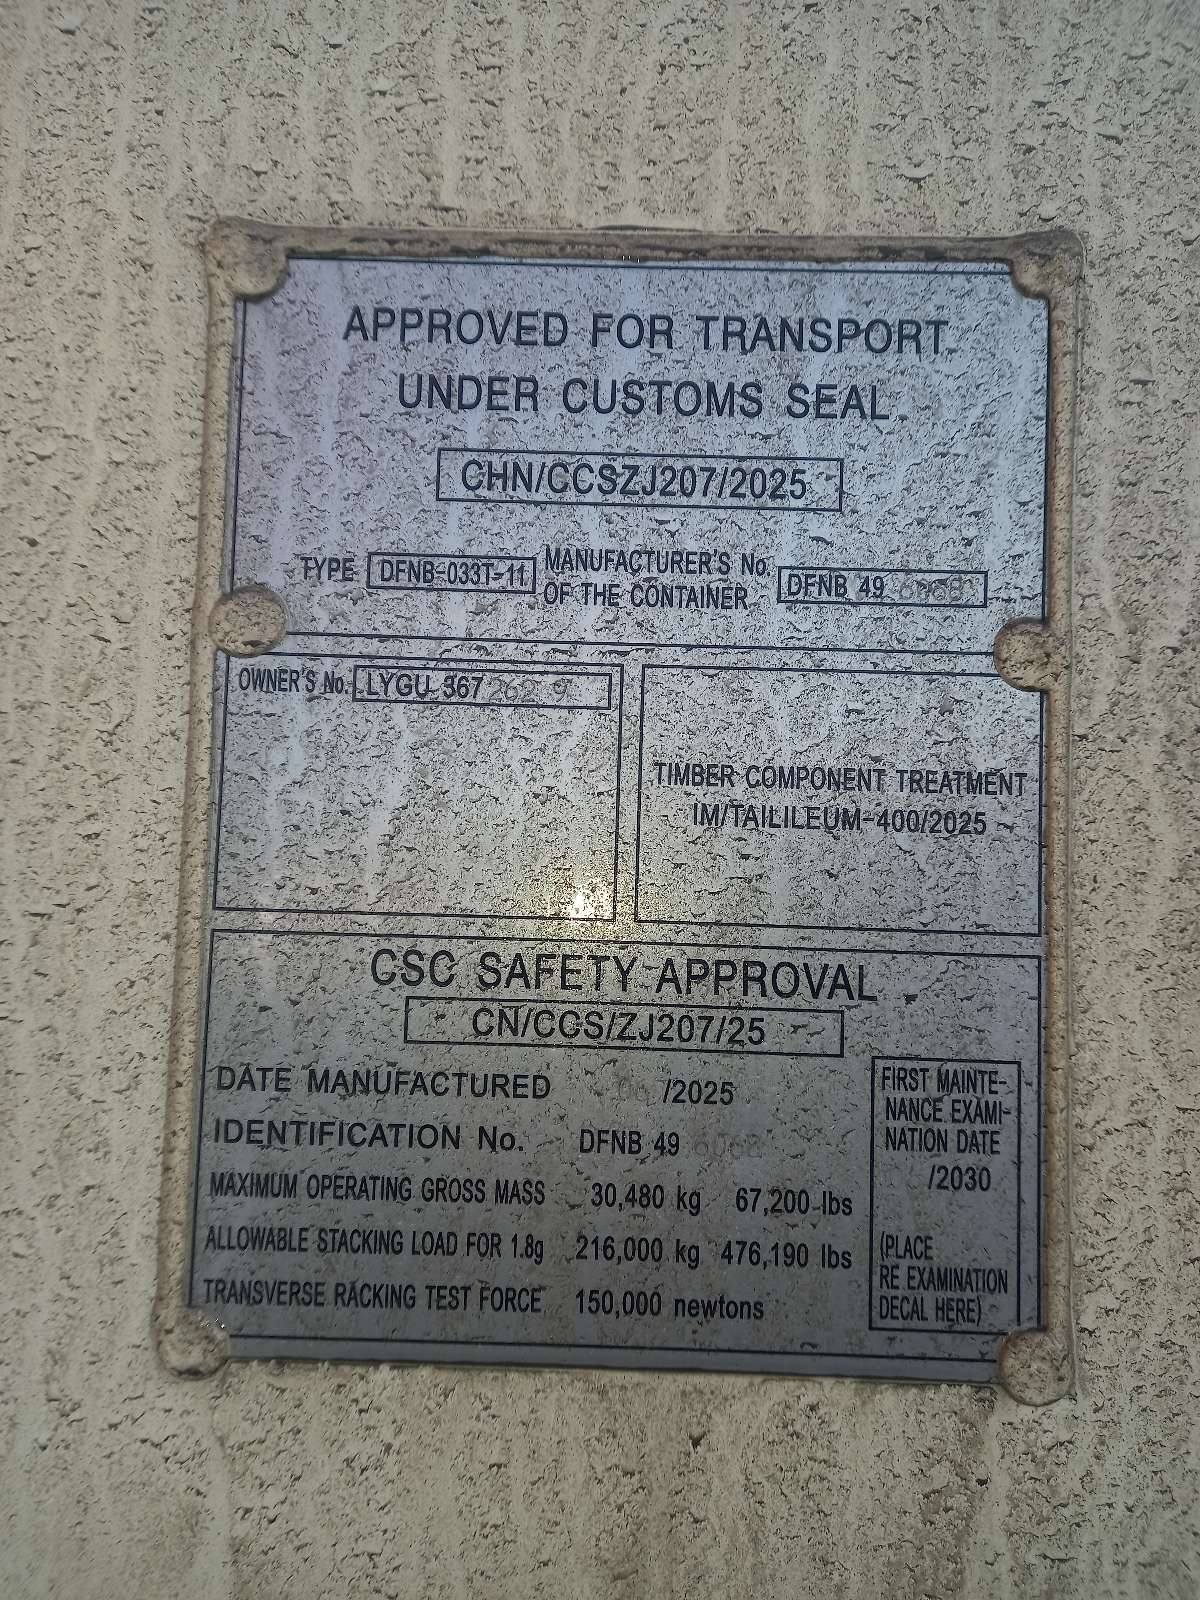 APPROVED FOR TRANSPORT
UNDER CUSTOMS SEAL
CHN/CCSZJ207/2025
TYPE DFNB-033T-11 MANUFACTURER'S No. OF THE CONTAINER DFNB 49
OWNER'S No. LYGU 367 262 9
TIMBER COMPONENT TREATMENT
IM/TAILILEUM-400/2025
CSC SAFETY APPROVAL
CN/CCS/ZJ207/25
DATE MANUFACTURED /2025
IDENTIFICATION No. DFNB 49
MAXIMUM OPERATING GROSS MASS 30,480 kg 67,200 lbs
ALLOWABLE STACKING LOAD FOR 1.8g 216,000 kg 476,190 lbs
TRANSVERSE RACKING TEST FORCE 150,000 newtons
FIRST MAINTE-
NANCE EXAMI-
NATION DATE
/2030
(PLACE
RE EXAMINATION
DECAL HERE)